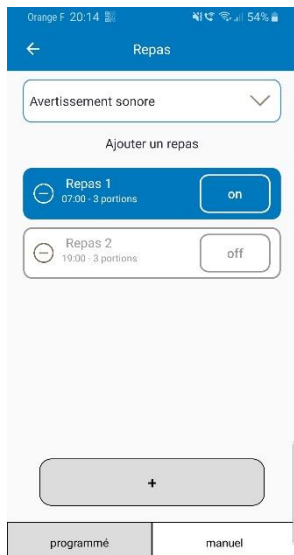 Orange F 20:14 54%
Repas
Avertissement sonore
Ajouter un repas
Repas 1
07:00 - 3 portions
on
Repas 2
19:00 - 3 portions
off
+
programmé manuel